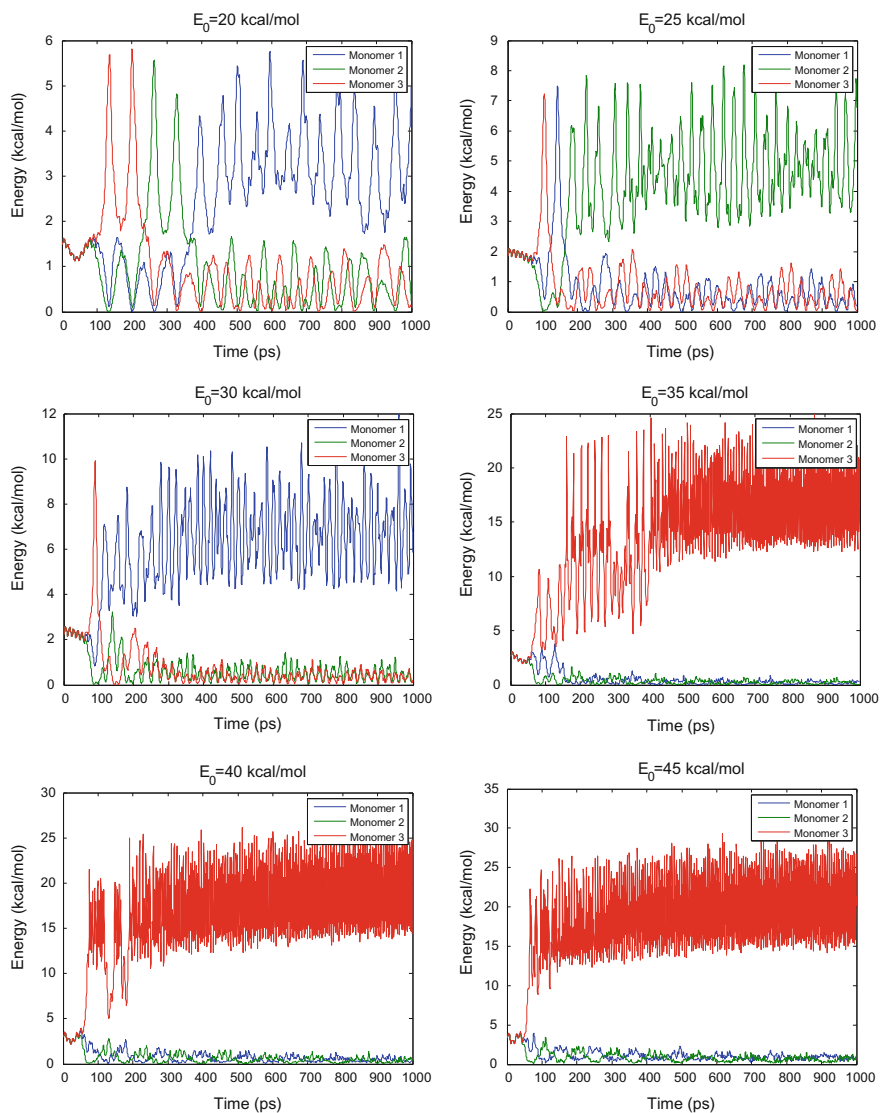 E0=20 kcal/mol
6
5
4
3
2
1
0
Energy (kcal/mol)
Monomer 1
Monomer 2
Monomer 3
0 100 200 300 400 500 600 700 800 900 1000
Time (ps)
E0=25 kcal/mol
9
8
7
6
5
4
3
2
1
0
Energy (kcal/mol)
Monomer 1
Monomer 2
Monomer 3
0 100 200 300 400 500 600 700 800 900 1000
Time (ps)
E0=30 kcal/mol
12
10
8
6
4
2
0
Energy (kcal/mol)
Monomer 1
Monomer 2
Monomer 3
0 100 200 300 400 500 600 700 800 900 1000
Time (ps)
E0=35 kcal/mol
25
20
15
10
5
0
Energy (kcal/mol)
Monomer 1
Monomer 2
Monomer 3
0 100 200 300 400 500 600 700 800 900 1000
Time (ps)
E0=40 kcal/mol
30
25
20
15
10
5
0
Energy (kcal/mol)
Monomer 1
Monomer 2
Monomer 3
0 100 200 300 400 500 600 700 800 900 1000
Time (ps)
E0=45 kcal/mol
35
30
25
20
15
10
5
0
Energy (kcal/mol)
Monomer 1
Monomer 2
Monomer 3
0 100 200 300 400 500 600 700 800 900 1000
Time (ps)